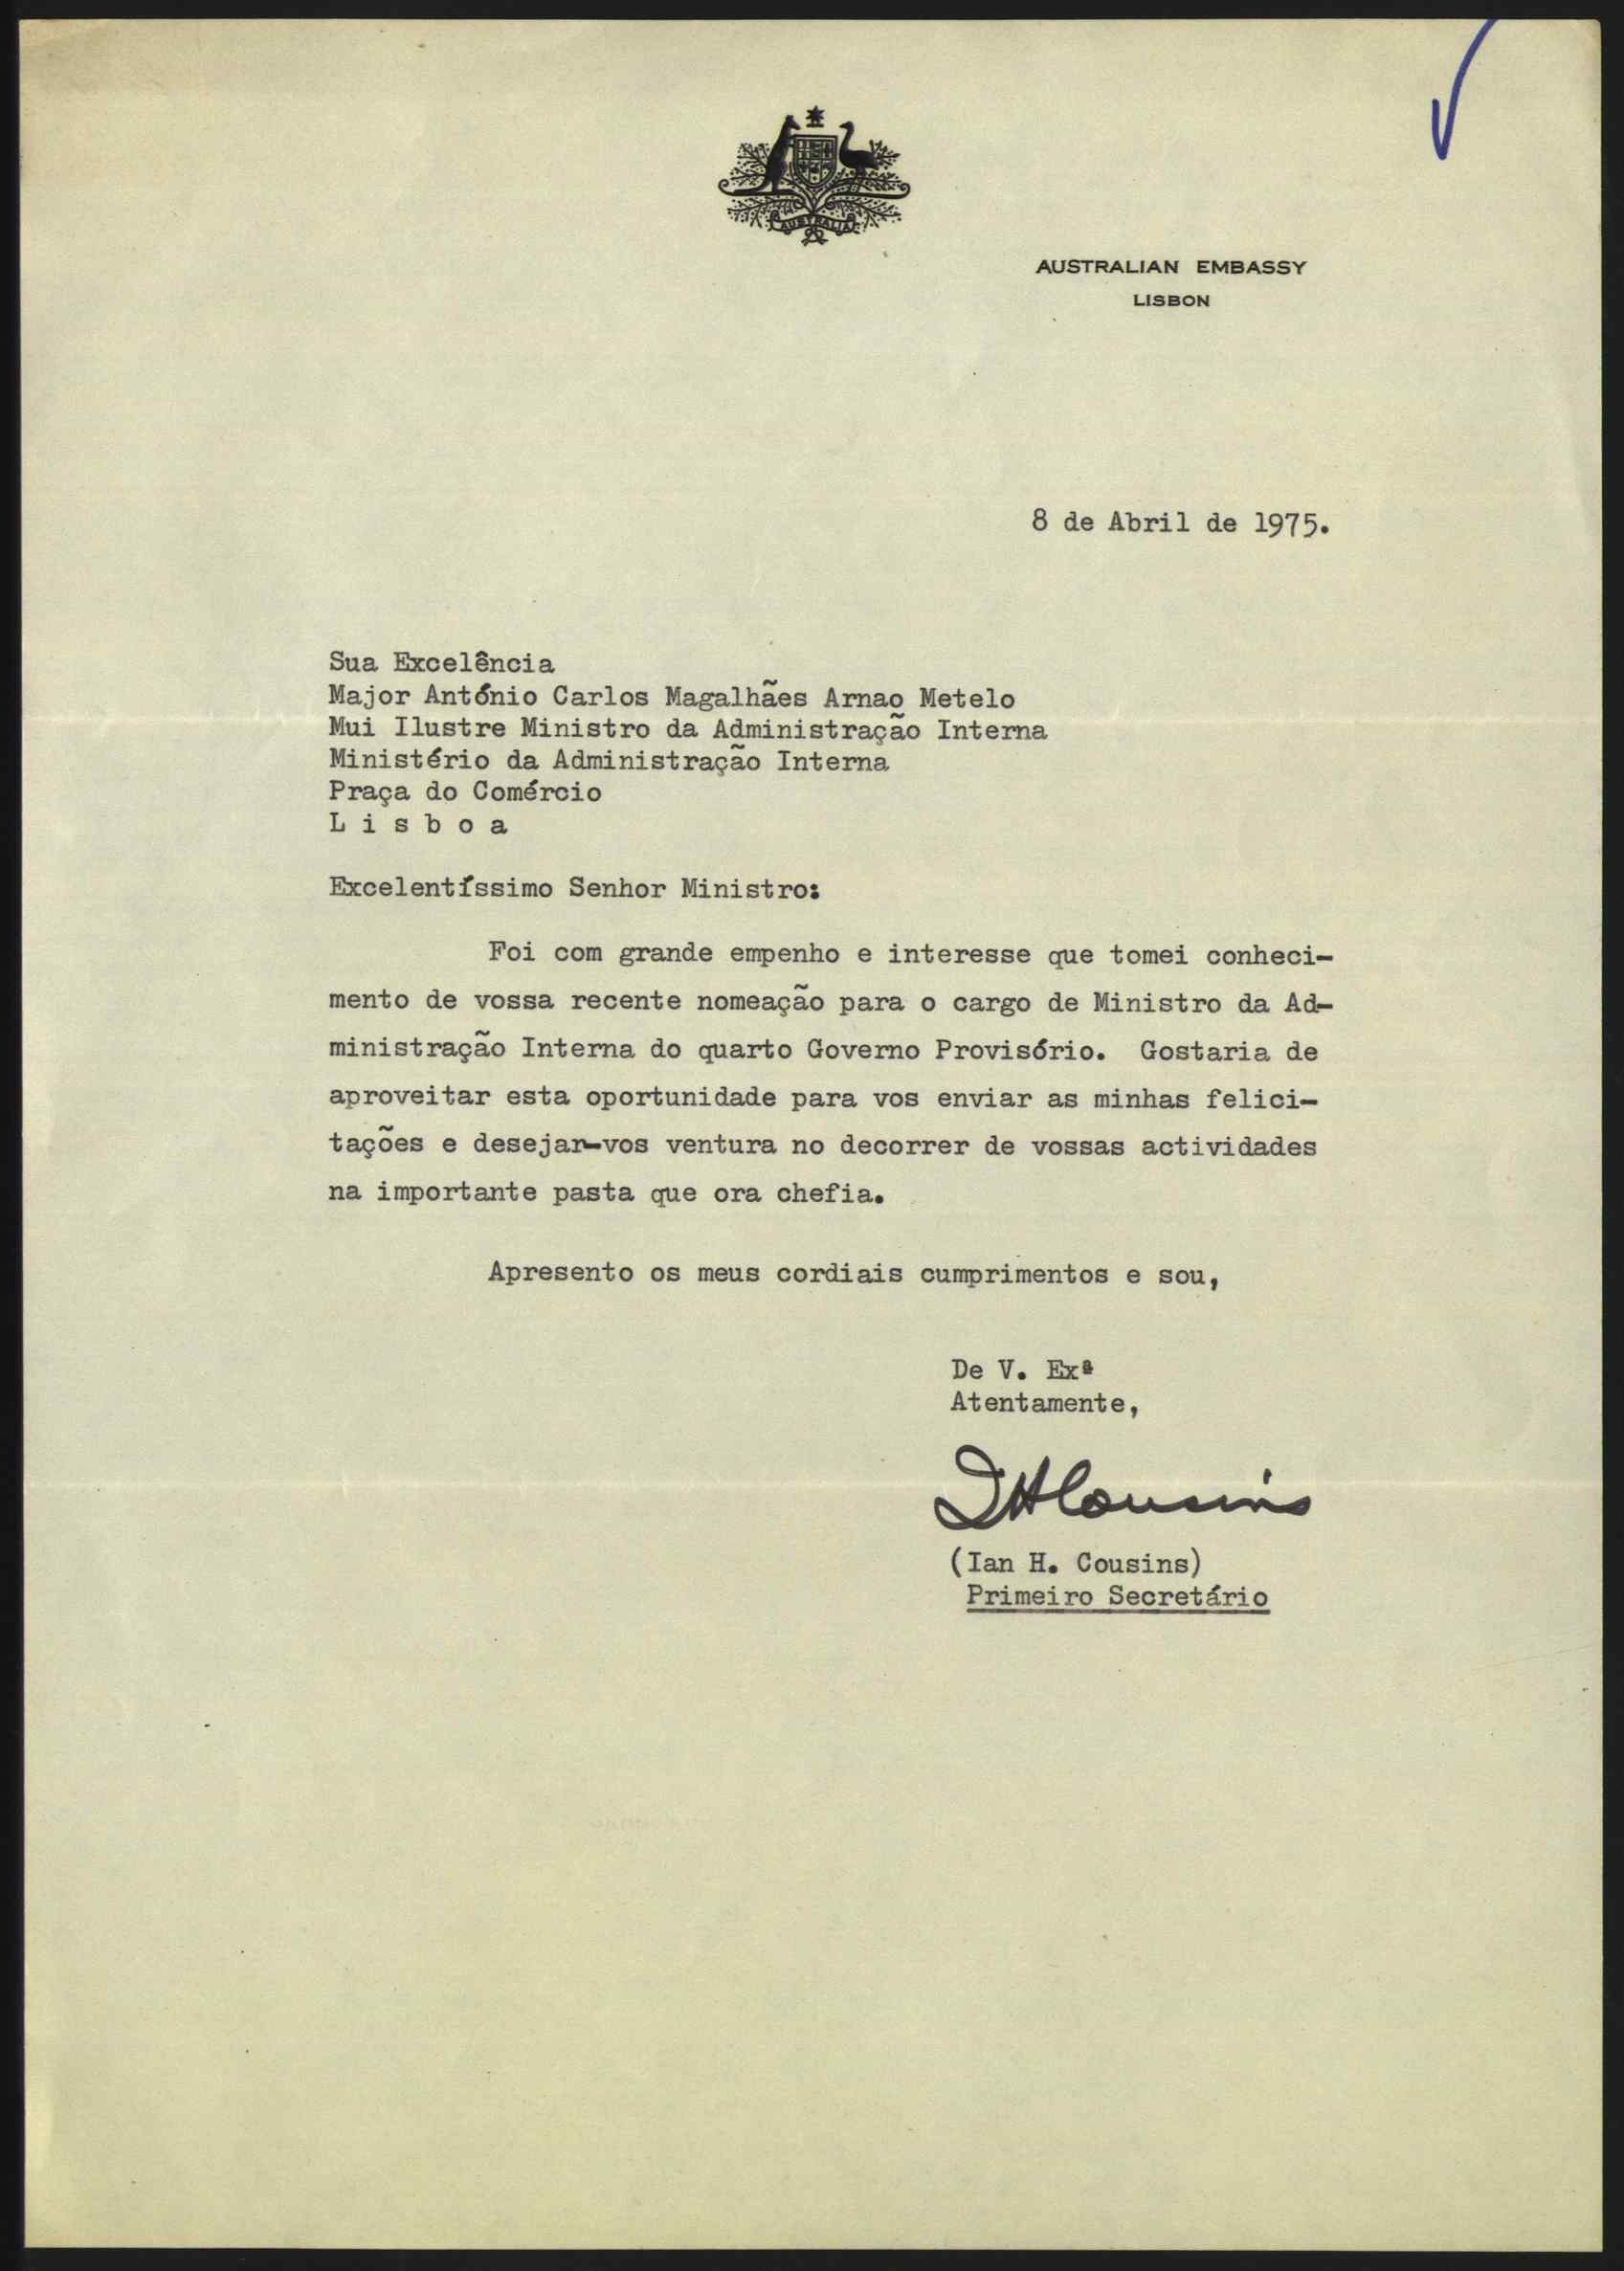 AUSTRALIA
AUSTRALIAN EMBASSY
LISBON
8 de Abril de 1975.
Sua Excelência
Major António Carlos Magalhães Arnao Metelo
Mui Ilustre Ministro da Administração Interna
Ministério da Administração Interna
Praça do Comércio
L i s b o a
Excelentíssimo Senhor Ministro:
Foi com grande empenho e interesse que tomei conheci-
mento de vossa recente nomeação para o cargo de Ministro da Ad-
ministração Interna do quarto Governo Provisório. Gostaria de
aproveitar esta oportunidade para vos enviar as minhas felici-
tações e desejar-vos ventura no decorrer de vossas actividades
na importante pasta que ora chefia.
Apresento os meus cordiais cumprimentos e sou,
De V. Exª
Atentamente,
IHCousins
(Ian H. Cousins)
Primeiro Secretário